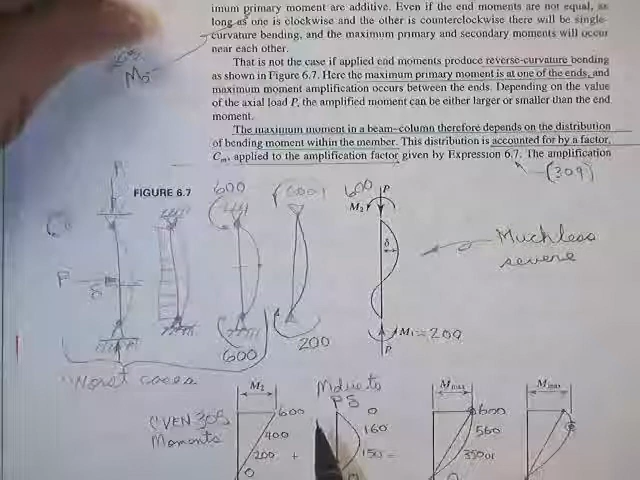 imum primary moment are additive. Even if the end moments are not equal, as
long as one is clockwise and the other is counterclockwise there will be single-
curvature bending, and the maximum primary and secondary moments will occur
near each other.
That is not the case if applied end moments produce reverse-curvature bending
as shown in Figure 6.7. Here the maximum primary moment is at one of the ends, and
maximum moment amplification occurs between the ends. Depending on the value
of the axial load P, the amplified moment can be either larger or smaller than the end
moment.
The maximum moment in a beam–column therefore depends on the distribution
of bending moment within the member. This distribution is accounted for by a factor,
Cm, applied to the amplification factor given by Expression 6.7. The amplification
(309)
Mo
FIGURE 6.7
600
600
600
P
M2
P
δ
δ
Much less
severe
M1 = 200
P
600
200
Worst cases
CVEN 305
Moments
M2
600
400
200 +
0
M due to
Pδ
0
160
150 =
0
Mmax
600
560
350 or
0
Mmax